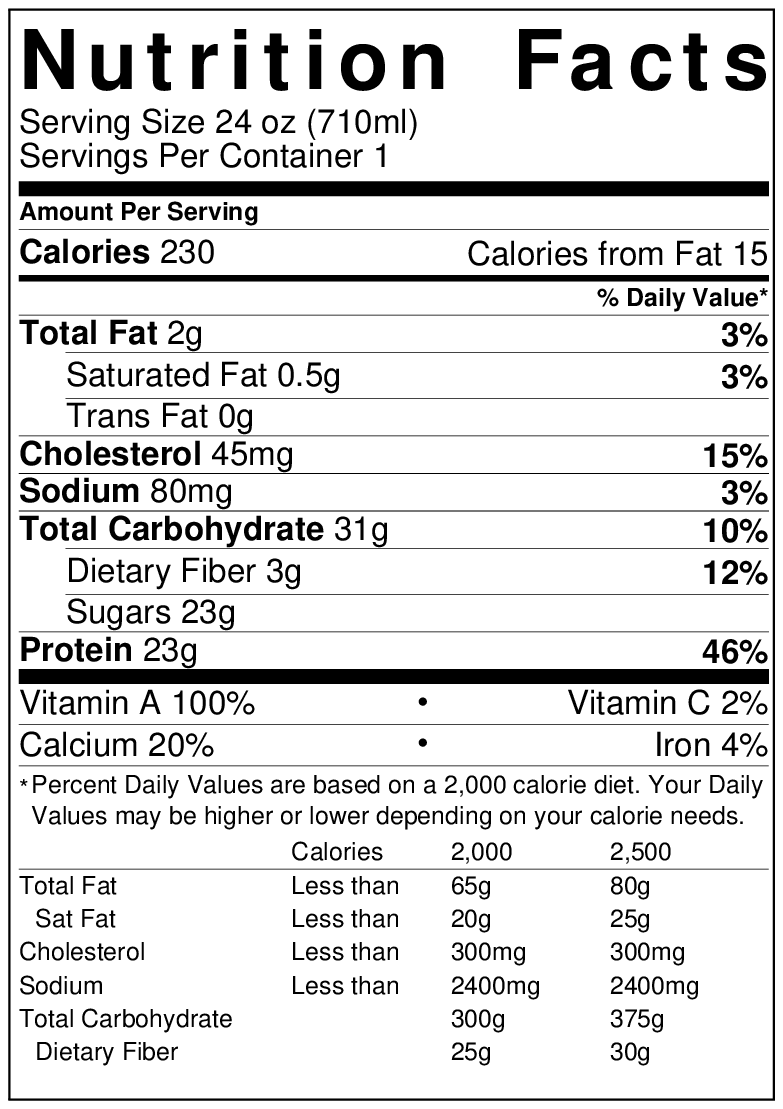 Nutrition Facts
Serving Size 24 oz (710ml)
Servings Per Container 1
Amount Per Serving
Calories 230 Calories from Fat 15
% Daily Value*
Total Fat 2g 3%
Saturated Fat 0.5g 3%
Trans Fat 0g
Cholesterol 45mg 15%
Sodium 80mg 3%
Total Carbohydrate 31g 10%
Dietary Fiber 3g 12%
Sugars 23g
Protein 23g 46%
Vitamin A 100% • Vitamin C 2%
Calcium 20% • Iron 4%
*Percent Daily Values are based on a 2,000 calorie diet. Your Daily
Values may be higher or lower depending on your calorie needs.
Calories 2,000 2,500
Total Fat Less than 65g 80g
Sat Fat Less than 20g 25g
Cholesterol Less than 300mg 300mg
Sodium Less than 2400mg 2400mg
Total Carbohydrate 300g 375g
Dietary Fiber 25g 30g